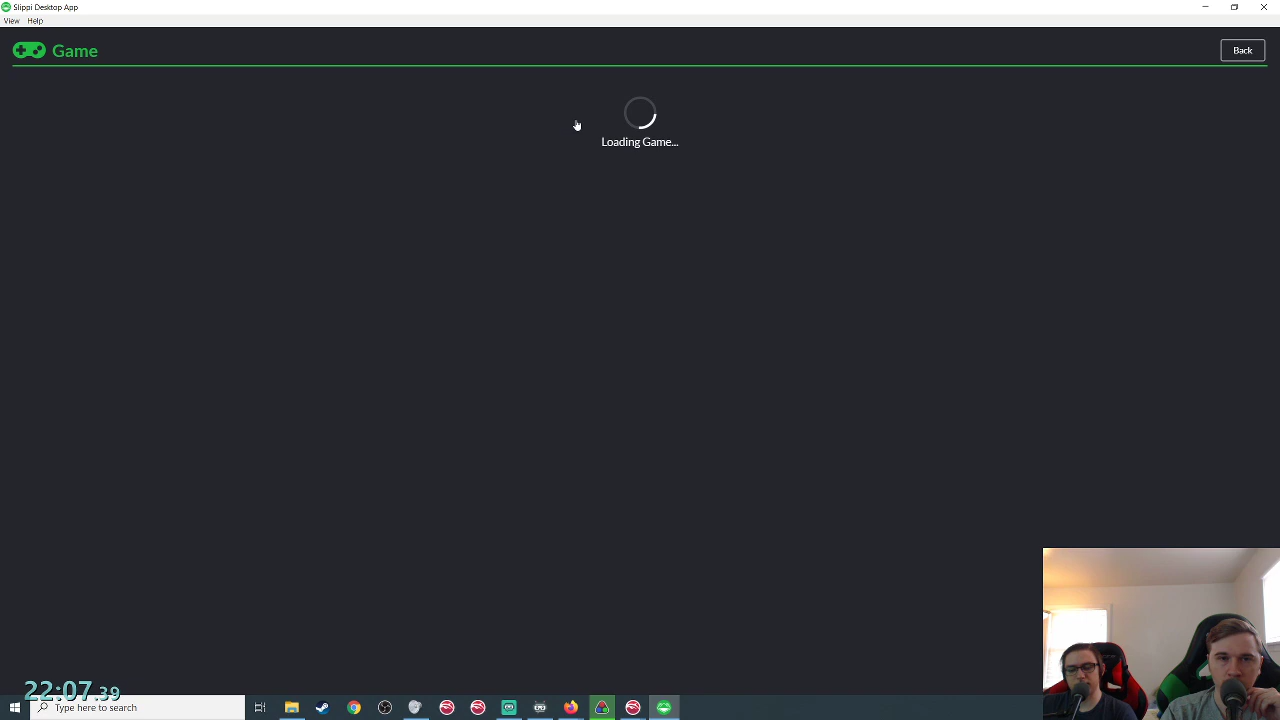 Slippi Desktop App
View Help
Game
Back
Loading Game...
22:07.39
Type here to search